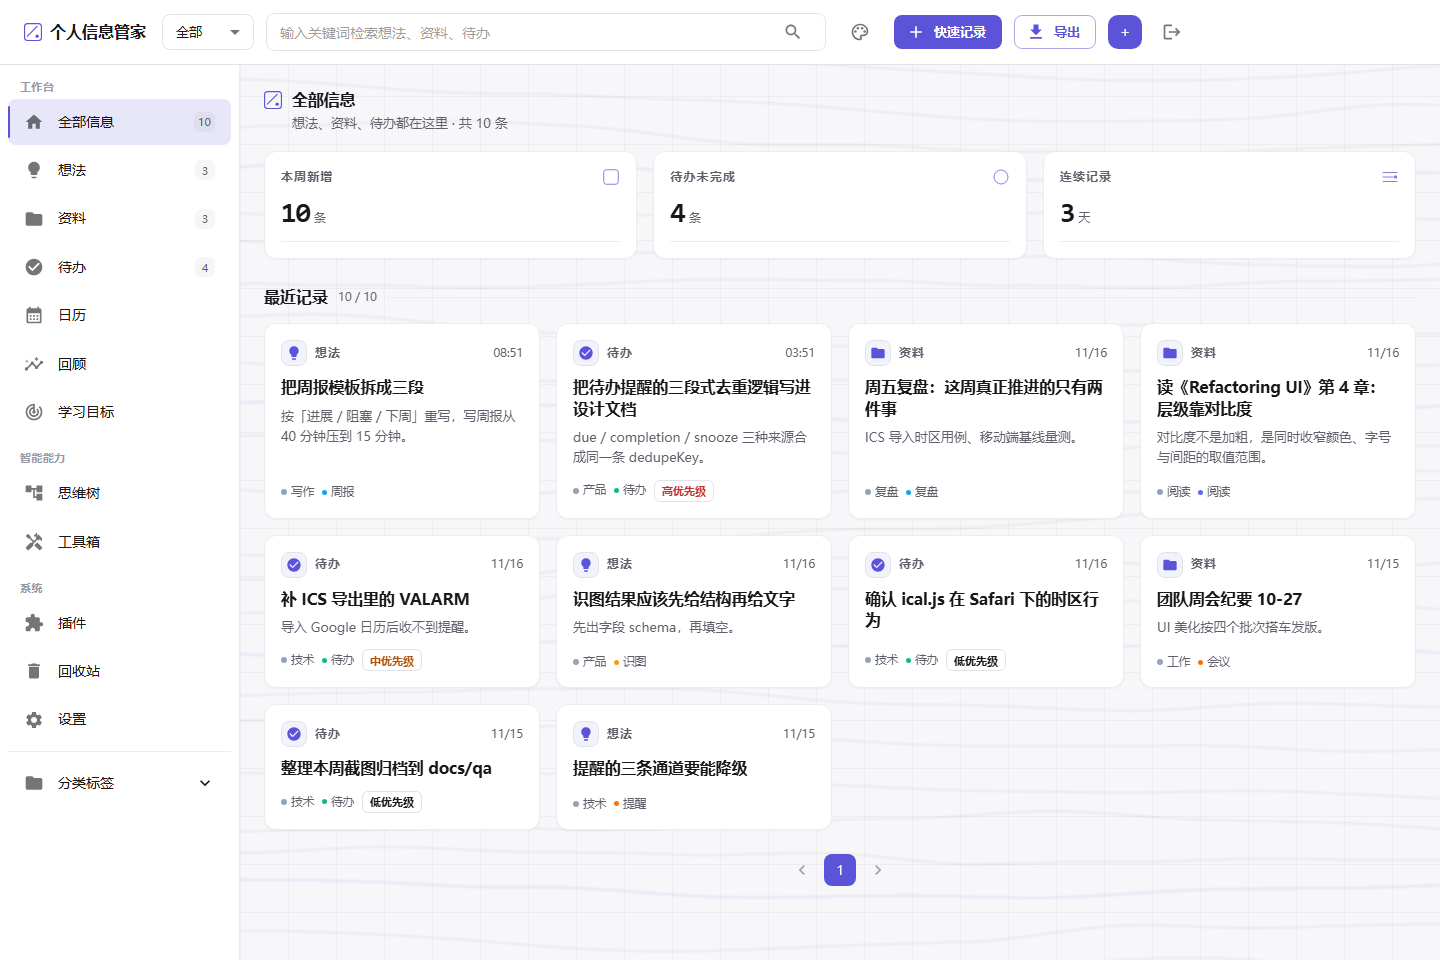 个人信息管家
全部
输入关键词检索想法、资料、待办
快速记录
导出
+
工作台
全部信息 10
想法 3
资料 3
待办 4
日历
回顾
学习目标
智能能力
思维树
工具箱
系统
插件
回收站
设置
分类标签
全部信息
想法、资料、待办都在这里 · 共 10 条
本周新增
10 条
待办未完成
4 条
连续记录
3 天
最近记录 10 / 10
想法 08:51
把周报模板拆成三段
按「进展 / 阻塞 / 下周」重写，写周报从
40 分钟压到 15 分钟。
写作 周报
待办 03:51
把待办提醒的三段式去重逻辑写进
设计文档
due / completion / snooze 三种来源合
成同一条 dedupeKey。
产品 待办 高优先级
资料 11/16
周五复盘：这周真正推进的只有两
件事
ICS 导入时区用例、移动端基线量测。
复盘 复盘
资料 11/16
读《Refactoring UI》第 4 章：
层级靠对比度
对比度不是加粗，是同时收窄颜色、字号
与间距的取值范围。
阅读 阅读
待办 11/16
补 ICS 导出里的 VALARM
导入 Google 日历后收不到提醒。
技术 待办 中优先级
想法 11/16
识图结果应该先给结构再给文字
先出字段 schema，再填空。
产品 识图
待办 11/16
确认 ical.js 在 Safari 下的时区行
为
技术 待办 低优先级
资料 11/15
团队周会纪要 10-27
UI 美化按四个批次搭车发版。
工作 会议
待办 11/15
整理本周截图归档到 docs/qa
技术 待办 低优先级
想法 11/15
提醒的三条通道要能降级
技术 提醒
1